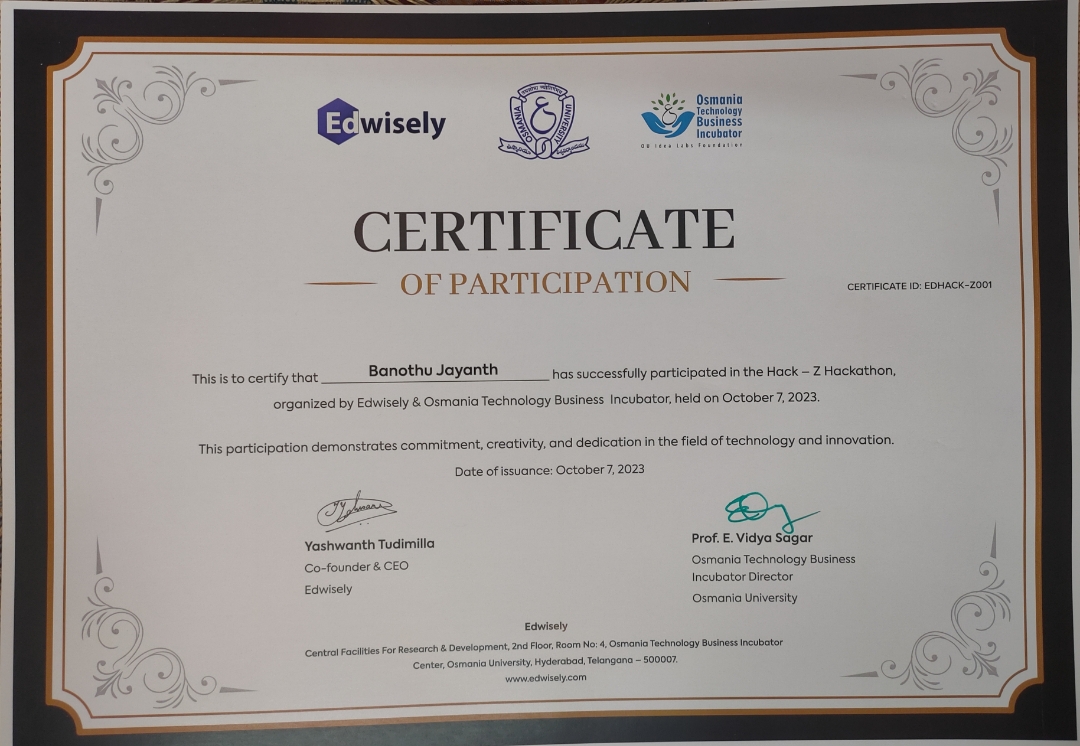 Edwisely
OSMANIA UNIVERSITY
Osmania
Technology
Business
Incubator
OU Idea Labs Foundation
CERTIFICATE
OF PARTICIPATION
CERTIFICATE ID: EDHACK-Z001
This is to certify that Banothu Jayanth has successfully participated in the Hack – Z Hackathon,
organized by Edwisely & Osmania Technology Business Incubator, held on October 7, 2023.
This participation demonstrates commitment, creativity, and dedication in the field of technology and innovation.
Date of issuance: October 7, 2023
Yashwanth Tudimilla
Co-founder & CEO
Edwisely
Prof. E. Vidya Sagar
Osmania Technology Business
Incubator Director
Osmania University
Edwisely
Central Facilities For Research & Development, 2nd Floor, Room No: 4, Osmania Technology Business Incubator
Center, Osmania University, Hyderabad, Telangana – 500007.
www.edwisely.com